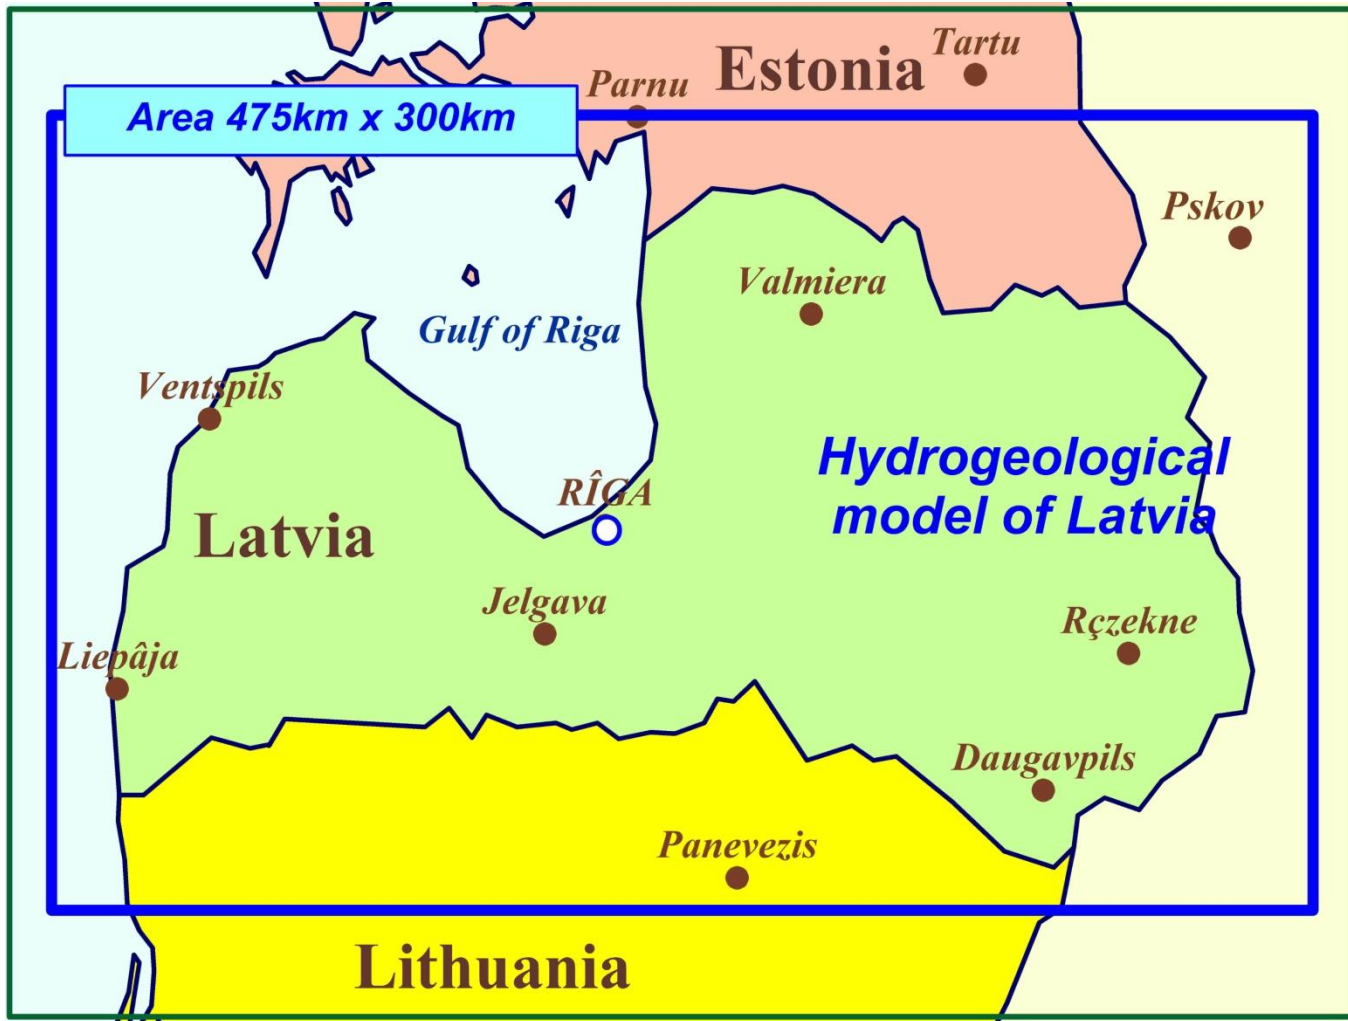 Tartu
Estonia
Parnu
Area 475km x 300km
Pskov
Valmiera
Gulf of Riga
Ventspils
Hydrogeological
model of Latvia
RÎGA
Latvia
Jelgava
Rçzekne
Liepâja
Daugavpils
Panevezis
Lithuania